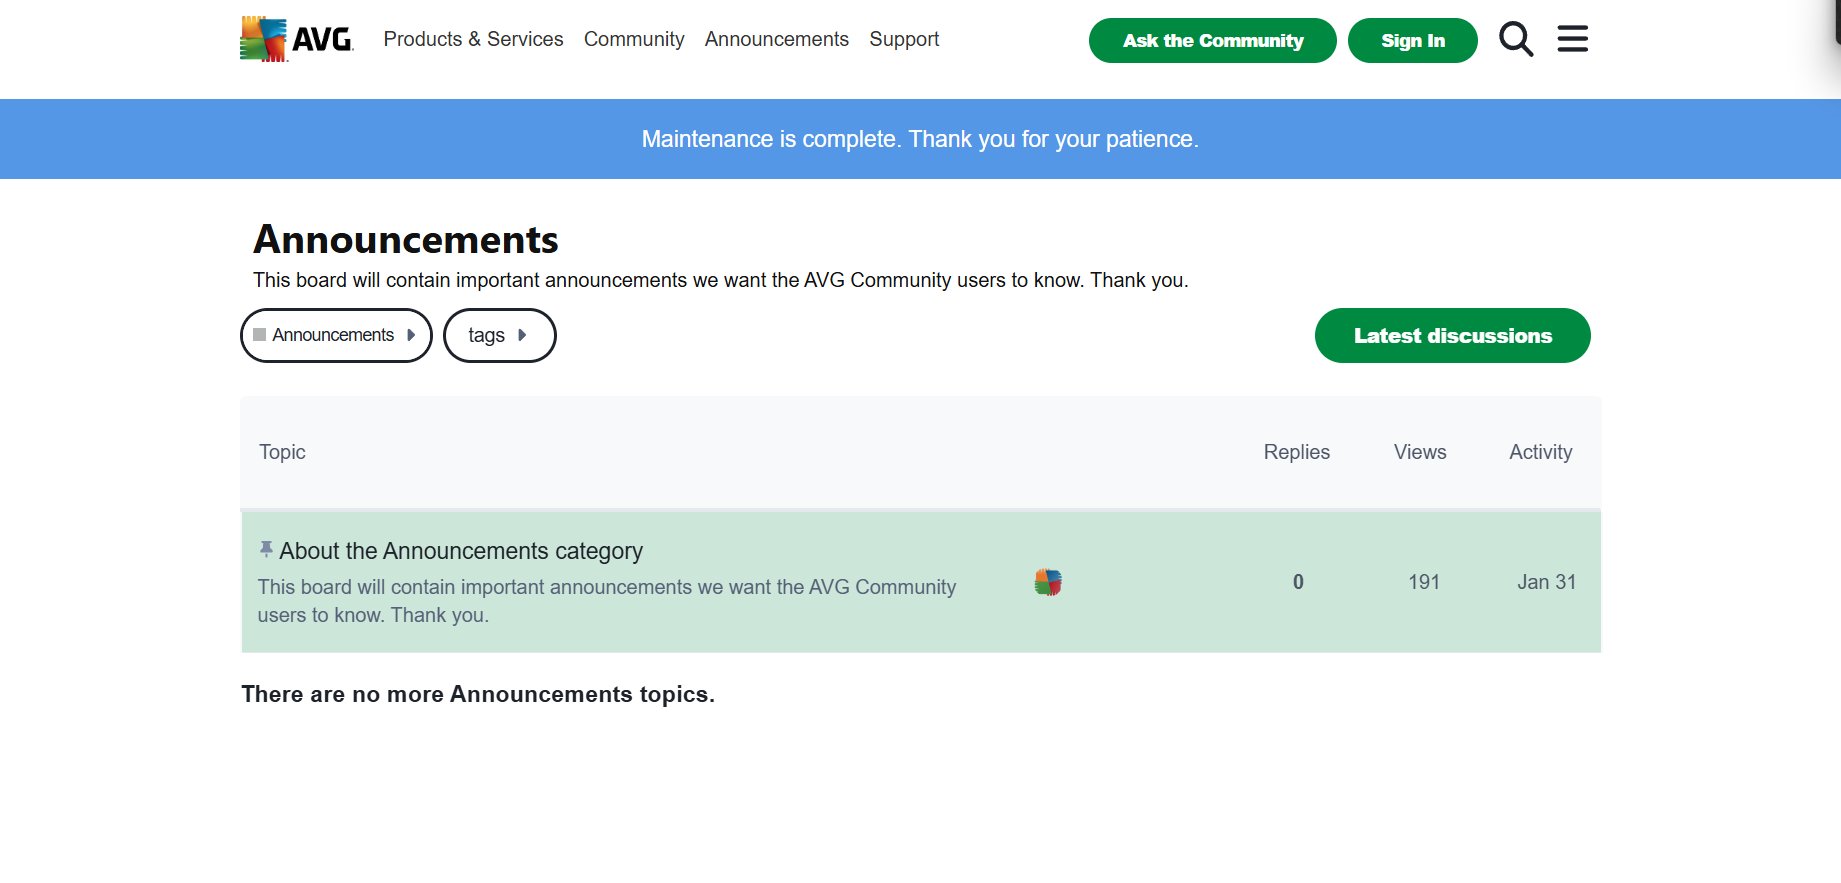 AVG
Products & Services
Community
Announcements
Support
Ask the Community
Sign In
Maintenance is complete. Thank you for your patience.
Announcements
This board will contain important announcements we want the AVG Community users to know. Thank you.
Announcements
tags
Latest discussions
Topic
Replies
Views
Activity
About the Announcements category
This board will contain important announcements we want the AVG Community
users to know. Thank you.
0
191
Jan 31
There are no more Announcements topics.